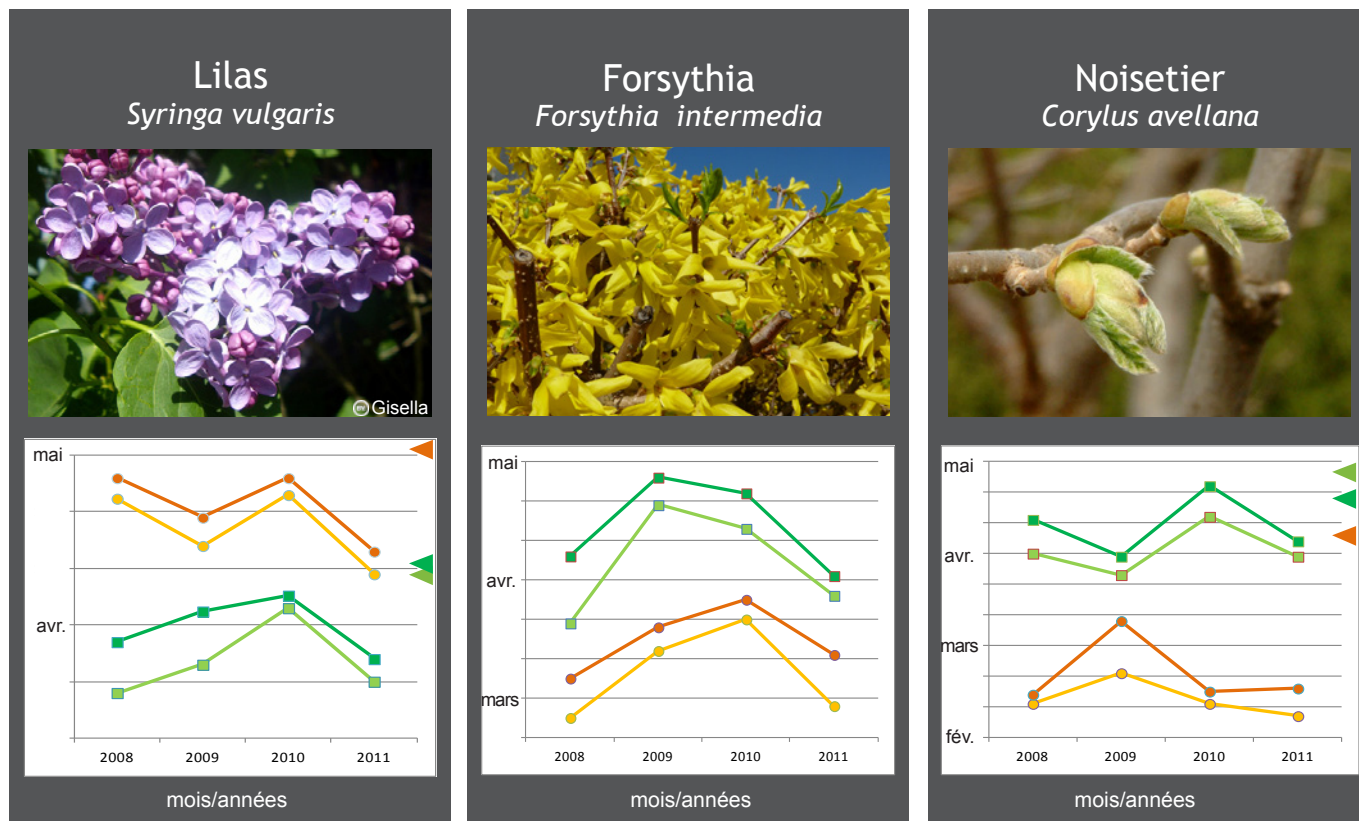 Lilas
Syringa vulgaris
Gisella
mai
avr.
2008 2009 2010 2011
mois/années
Forsythia
Forsythia intermedia
mai
avr.
mars
2008 2009 2010 2011
mois/années
Noisetier
Corylus avellana
mai
avr.
mars
fév.
2008 2009 2010 2011
mois/années